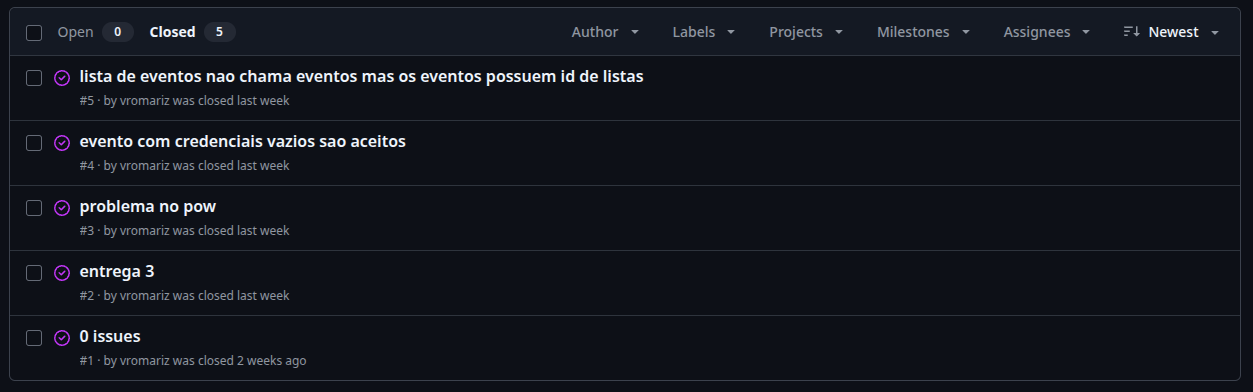 Open 0 Closed 5 Author Labels Projects Milestones Assignees Newest
lista de eventos nao chama eventos mas os eventos possuem id de listas
#5 · by vromariz was closed last week
evento com credenciais vazios sao aceitos
#4 · by vromariz was closed last week
problema no pow
#3 · by vromariz was closed last week
entrega 3
#2 · by vromariz was closed last week
0 issues
#1 · by vromariz was closed 2 weeks ago